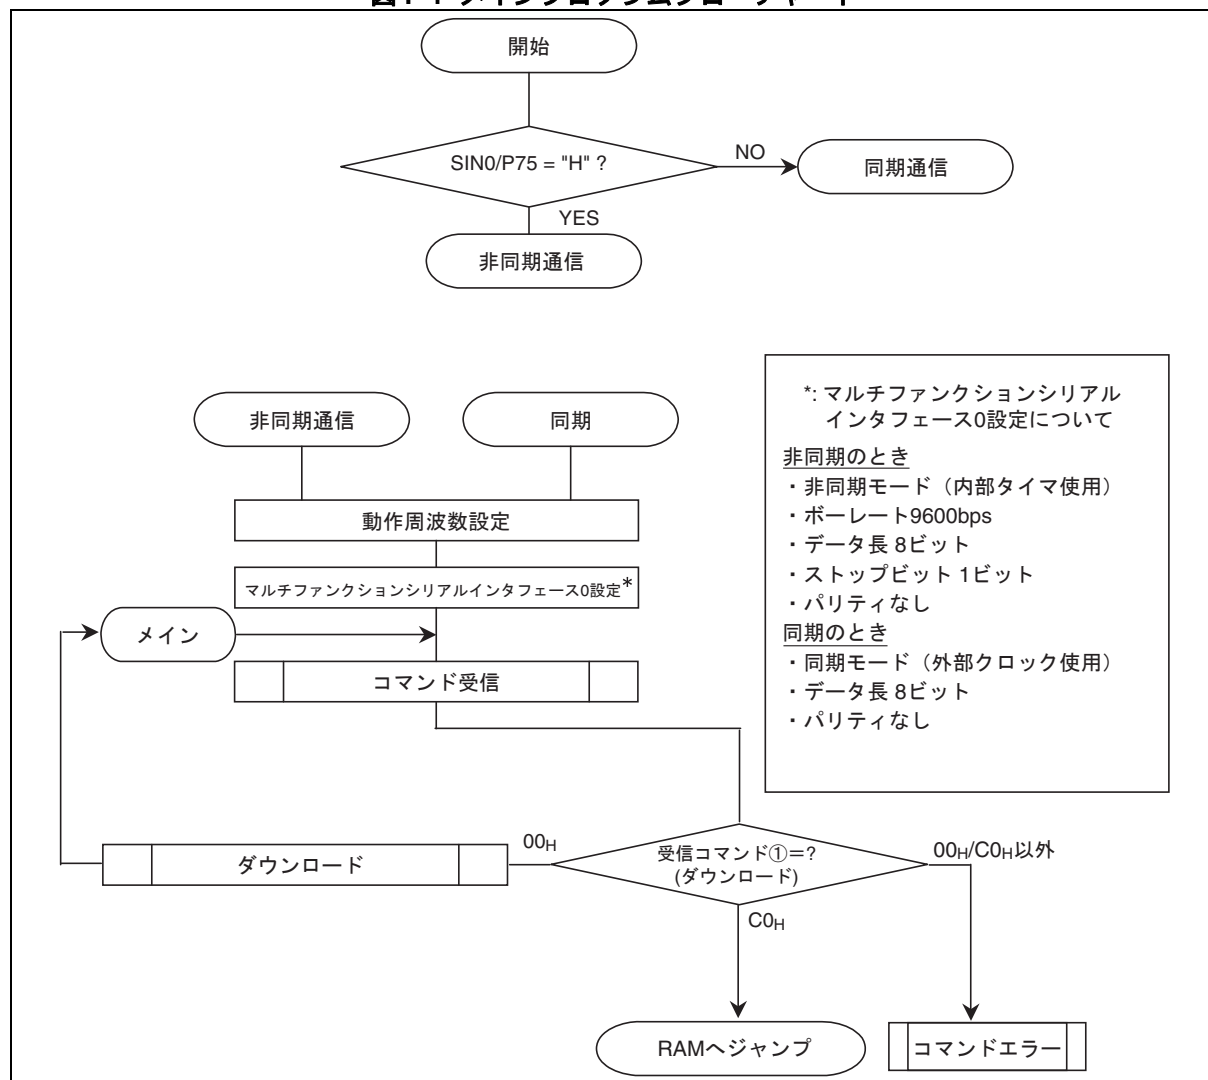 開始
SIN0/P75 = "H" ?
NO
同期通信
YES
非同期通信
非同期通信
同期
動作周波数設定
マルチファンクションシリアルインタフェース0設定*
メイン
コマンド受信
*: マルチファンクションシリアル
インタフェース0設定について
非同期のとき
・非同期モード（内部タイマ使用）
・ボーレート9600bps
・データ長 8ビット
・ストップビット 1ビット
・パリティなし
同期のとき
・同期モード（外部クロック使用）
・データ長 8ビット
・パリティなし
ダウンロード
00H
受信コマンド①＝?
(ダウンロード)
00H/C0H以外
C0H
RAMへジャンプ
コマンドエラー